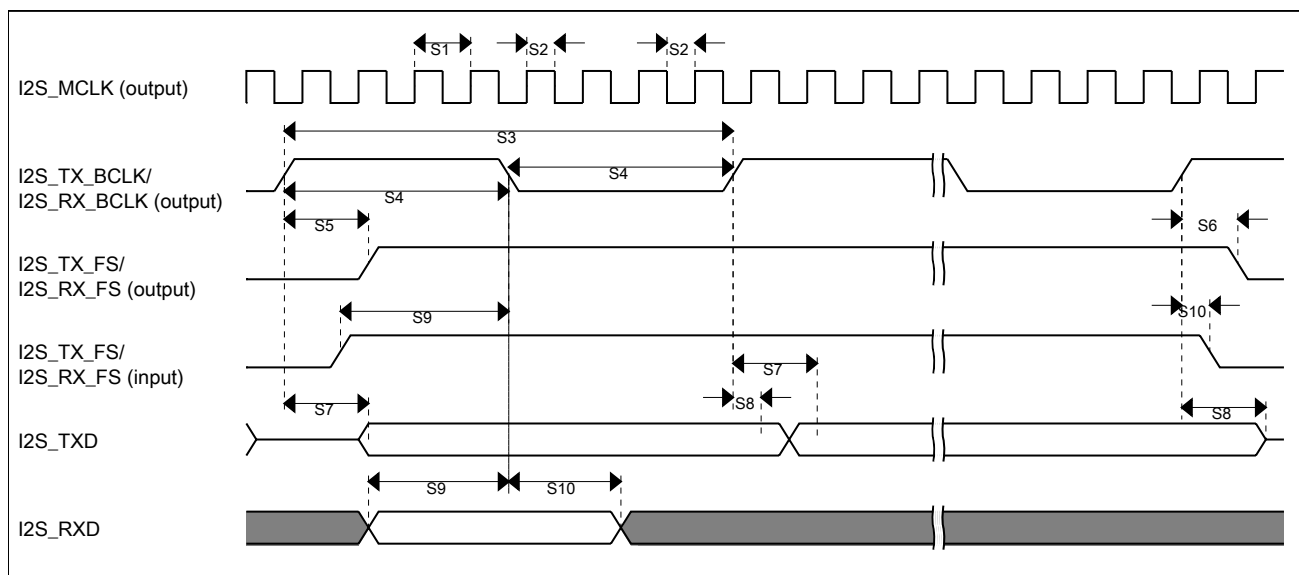 S1
S2
S2
I2S_MCLK (output)
S3
I2S_TX_BCLK/
I2S_RX_BCLK (output)
S4
S4
S5
S6
I2S_TX_FS/
I2S_RX_FS (output)
S9
S10
I2S_TX_FS/
I2S_RX_FS (input)
S7
S7
S8
S8
I2S_TXD
S9
S10
I2S_RXD